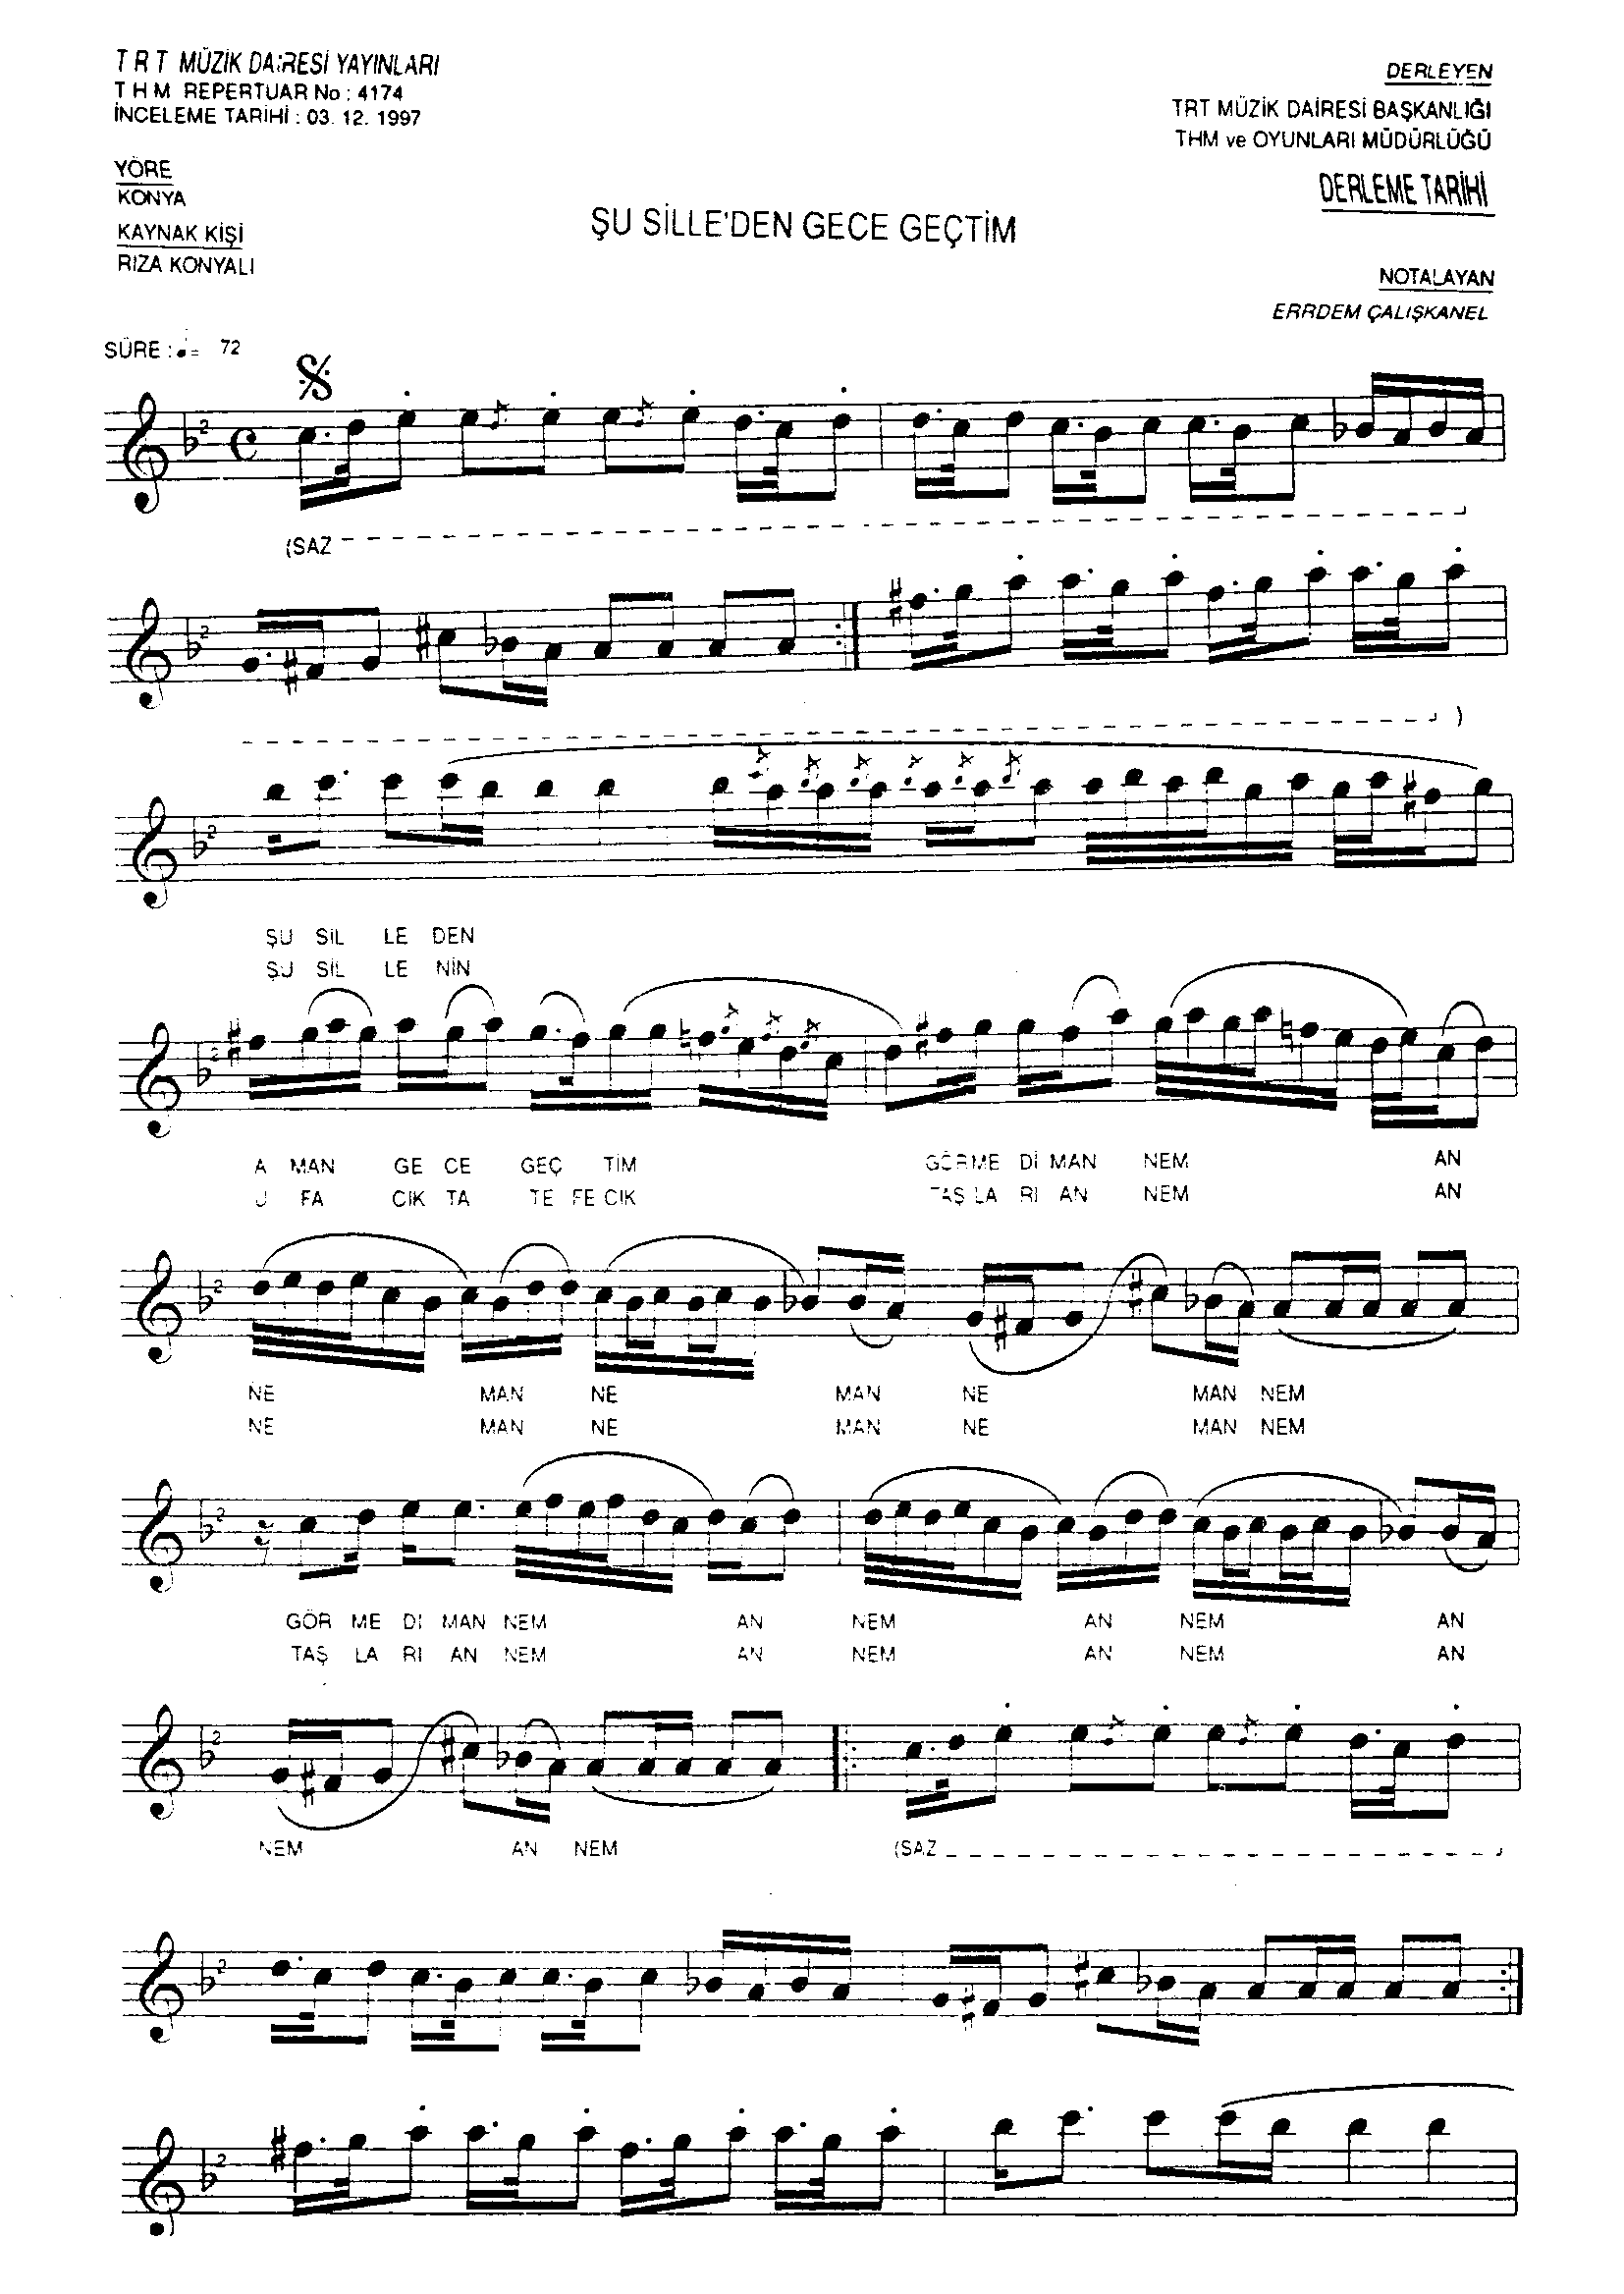 T R T MÜZİK DAİRESİ YAYINLARI
T H M REPERTUAR No : 4174
İNCELEME TARİHİ : 03. 12. 1997
DERLEYEN
TRT MÜZİK DAİRESİ BAŞKANLIĞI
THM ve OYUNLARI MÜDÜRLÜĞÜ
YÖRE
KONYA
DERLEME TARİHİ
KAYNAK KİŞİ
RIZA KONYALI
ŞU SİLLE'DEN GECE GEÇTİM
NOTALAYAN
ERRDEM ÇALIŞKANEL
SÜRE : ♩= 72
(SAZ
)
ŞU SİL LE DEN
ŞU SİL LE NİN
A MAN GE CE GEÇ TİM GÖRME Dİ MAN NEM AN
U FA CIK TA TE FE CIK TAŞ LA RI AN NEM AN
NE MAN NE MAN NE MAN NEM
NE MAN NE MAN NE MAN NEM
GÖR ME Dİ MAN NEM AN NEM AN NEM AN
TAŞ LA RI AN NEM AN NEM AN NEM AN
NEM AN NEM (SAZ